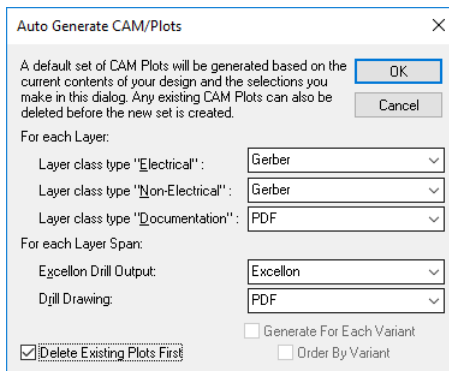 Auto Generate CAM/Plots
A default set of CAM Plots will be generated based on the
current contents of your design and the selections you
make in this dialog. Any existing CAM Plots can also be
deleted before the new set is created.
OK
Cancel
For each Layer:
Layer class type "Electrical" : Gerber
Layer class type "Non-Electrical" : Gerber
Layer class type "Documentation" : PDF
For each Layer Span:
Excellon Drill Output: Excellon
Drill Drawing: PDF
Generate For Each Variant
Delete Existing Plots First
Order By Variant